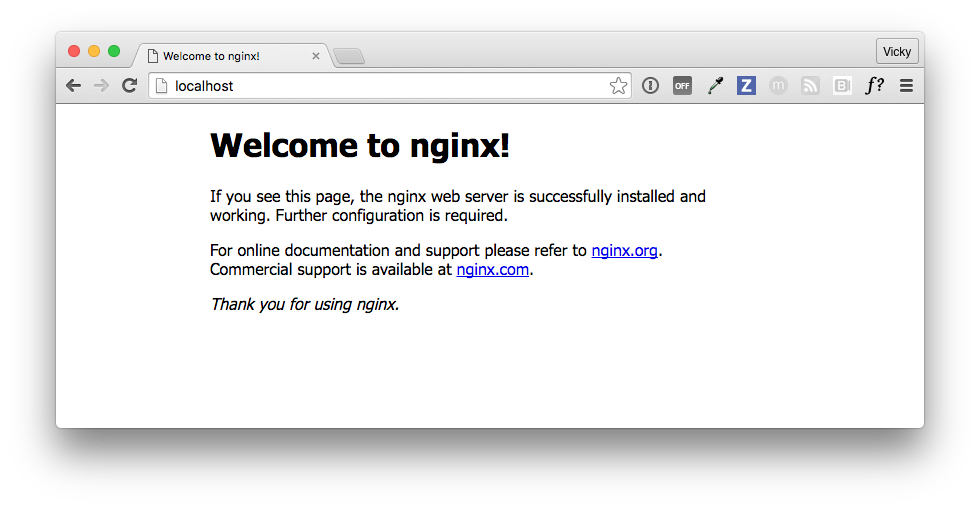 Welcome to nginx!
Vicky
localhost
OFF
Z
m
B
f?
Welcome to nginx!
If you see this page, the nginx web server is successfully installed and
working. Further configuration is required.
For online documentation and support please refer to nginx.org.
Commercial support is available at nginx.com.
Thank you for using nginx.